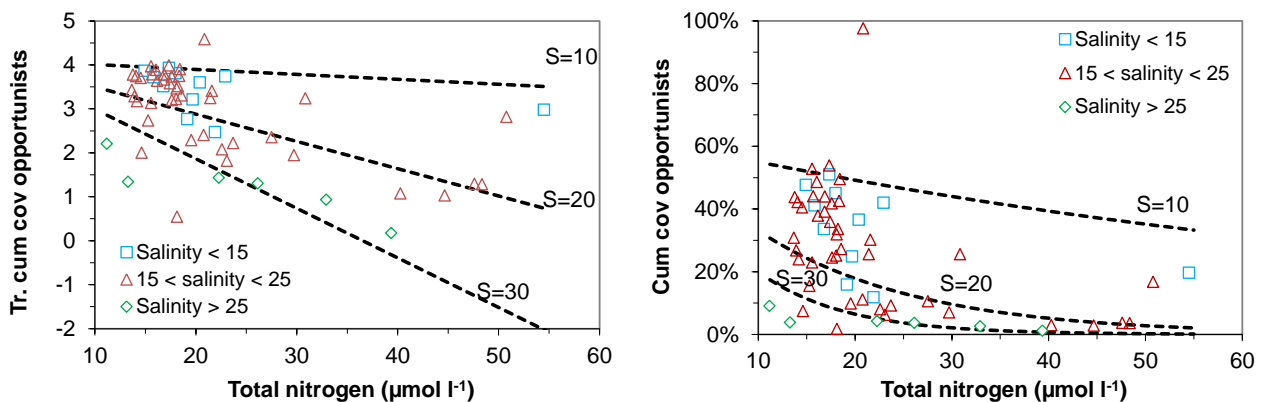 Tr. cum cov opportunists
5
4
3
2
1
0
-1
-2
S=10
S=20
S=30
Salinity < 15
15 < salinity < 25
Salinity > 25
10 20 30 40 50 60
Total nitrogen (µmol l-1)
Cum cov opportunists
100%
80%
60%
40%
20%
0%
Salinity < 15
15 < salinity < 25
Salinity > 25
S=10
S=30
S=20
10 20 30 40 50 60
Total nitrogen (µmol l-1)